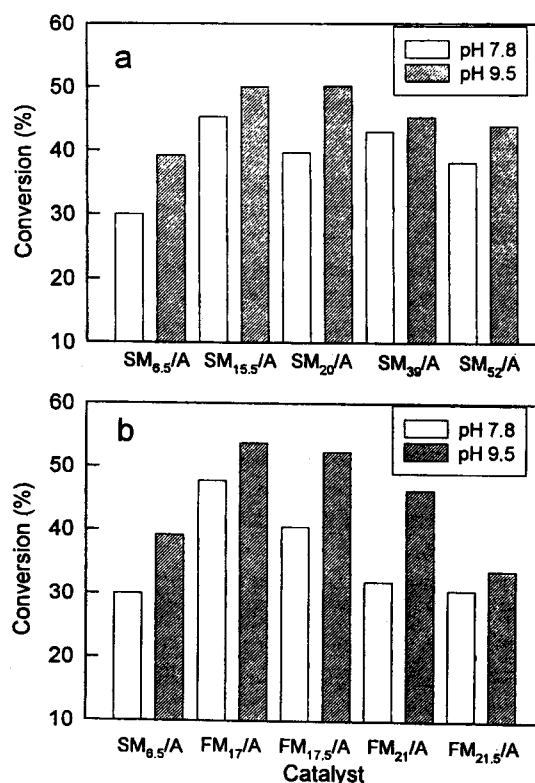 60
50
40
30
20
10
Conversion (%)
a
pH 7.8
pH 9.5
SM6.5/A SM15.5/A SM20/A SM39/A SM52/A
60
50
40
30
20
10
Conversion (%)
b
pH 7.8
pH 9.5
SM6.5/A FM17/A FM17.5/A FM21/A FM21.5/A
Catalyst